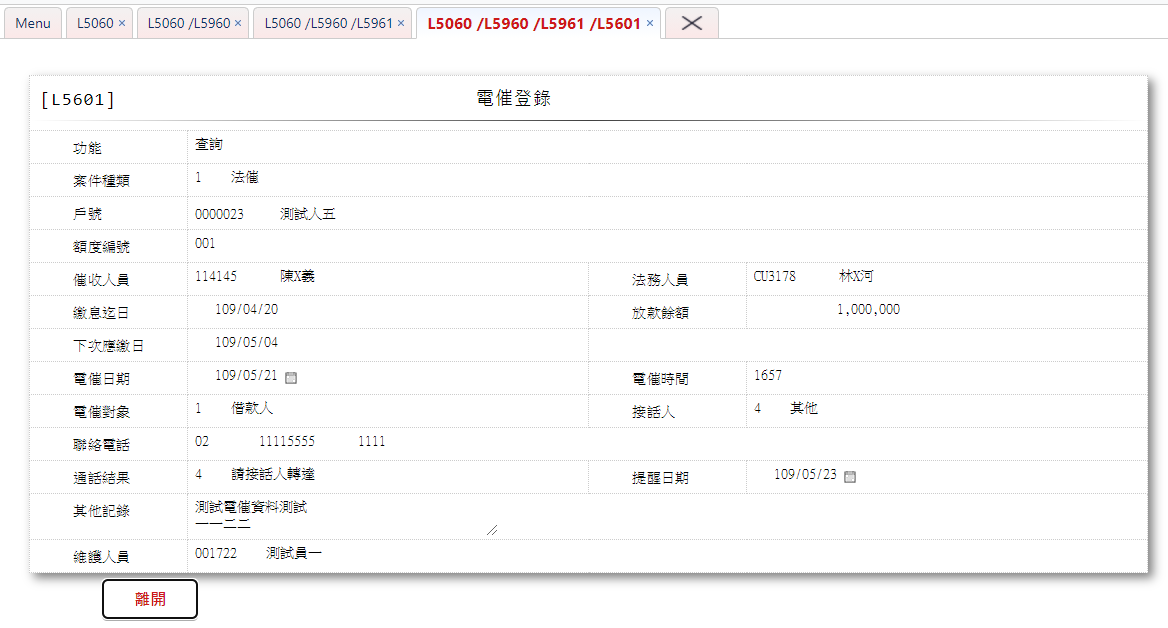 Menu L5060 × L5060 /L5960 × L5060 /L5960 /L5961 × L5060 /L5960 /L5961 /L5601 ×
[L5601] 電催登錄
功能 查詢
案件種類 1 法催
戶號 0000023 測試人五
額度編號 001
催收人員 114145 陳X義 法務人員 CU3178 林X河
繳息迄日 109/04/20 放款餘額 1,000,000
下次應繳日 109/05/04
電催日期 109/05/21 電催時間 1657
電催對象 1 借款人 接話人 4 其他
聯絡電話 02 11115555 1111
通話結果 4 請接話人轉達 提醒日期 109/05/23
其他記錄 測試電催資料測試
一一二二
維護人員 001722 測試員一
離開